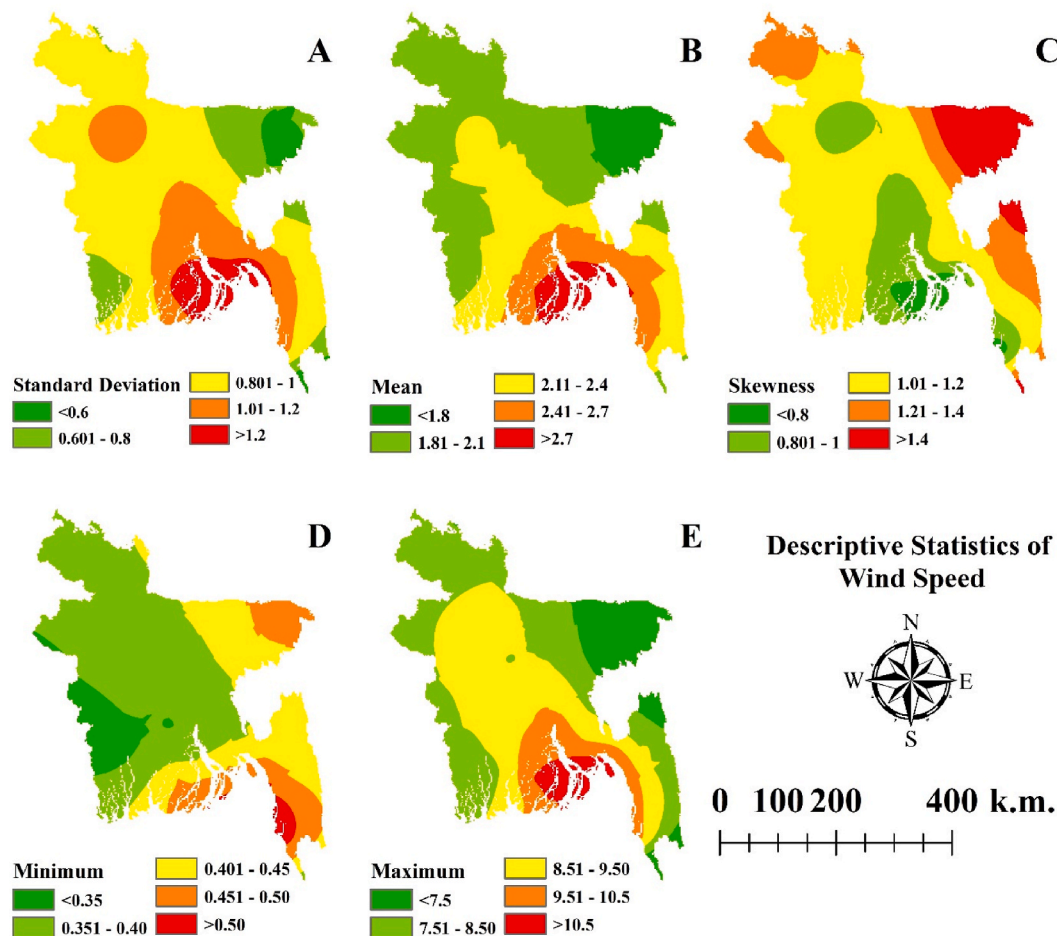 A
B
C
Standard Deviation
<0.6
0.601 - 0.8
0.801 - 1
1.01 - 1.2
>1.2
Mean
<1.8
1.81 - 2.1
2.11 - 2.4
2.41 - 2.7
>2.7
Skewness
<0.8
0.801 - 1
1.01 - 1.2
1.21 - 1.4
>1.4
D
E
Descriptive Statistics of
Wind Speed
N
W
E
S
0 100 200 400 k.m.
Minimum
<0.35
0.351 - 0.40
0.401 - 0.45
0.451 - 0.50
>0.50
Maximum
<7.5
7.51 - 8.50
8.51 - 9.50
9.51 - 10.5
>10.5